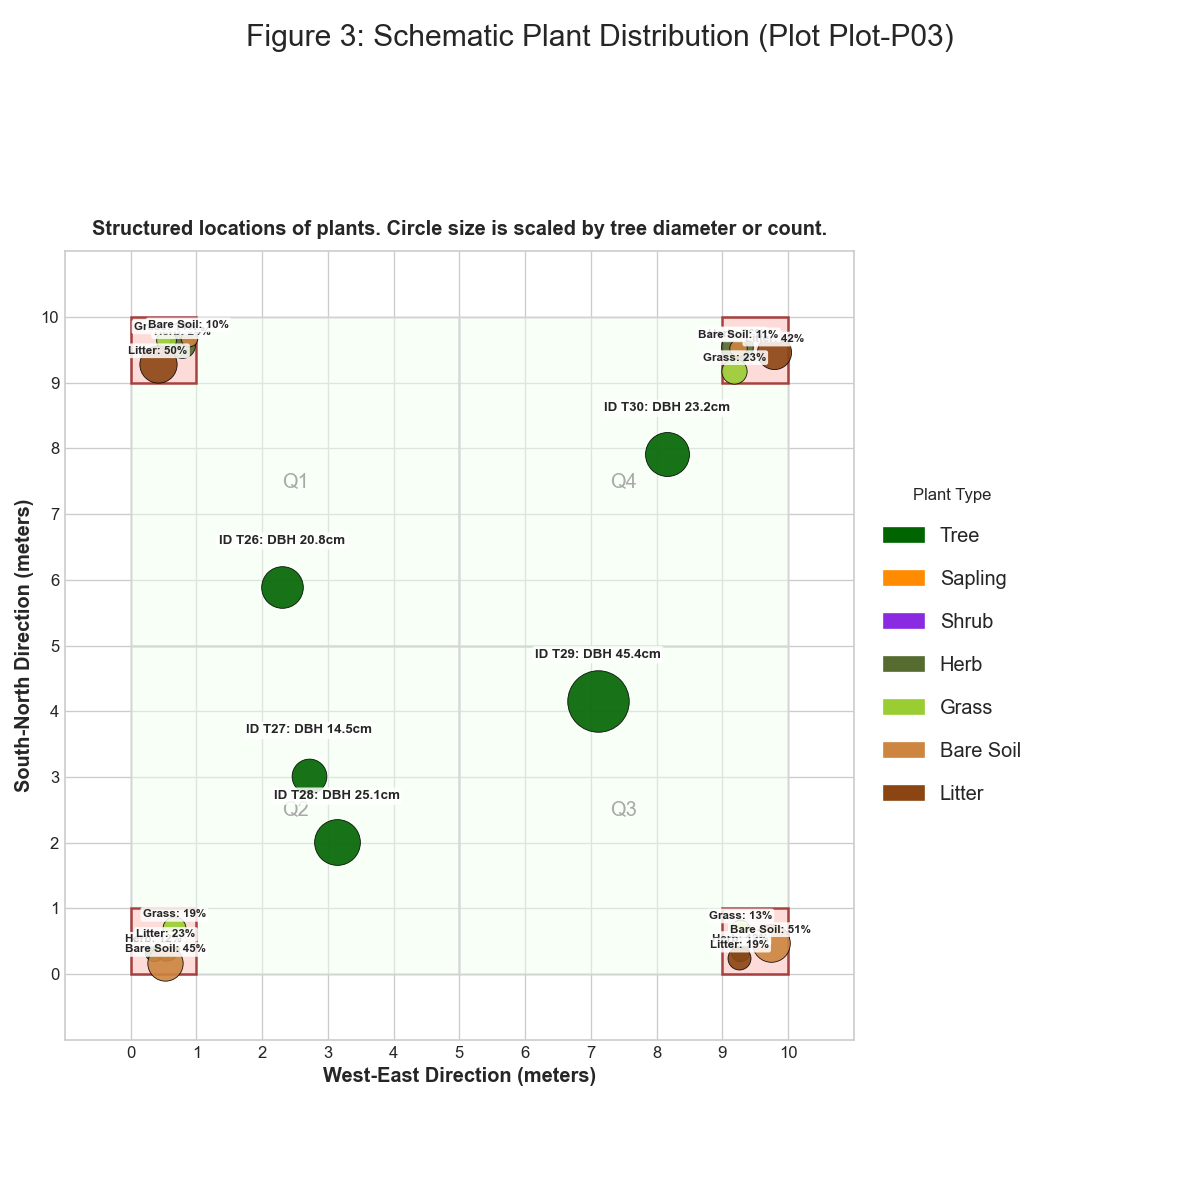 Figure 3: Schematic Plant Distribution (Plot Plot-P03)
Structured locations of plants. Circle size is scaled by tree diameter or count.
South-North Direction (meters)
10
9
8
7
6
5
4
3
2
1
0
Bare Soil: 10%
Litter: 50%
Bare Soil: 11%
42%
Grass: 23%
ID T30: DBH 23.2cm
Q1
Q4
ID T26: DBH 20.8cm
ID T29: DBH 45.4cm
ID T27: DBH 14.5cm
ID T28: DBH 25.1cm
Q2
Q3
Grass: 19%
Litter: 23%
Bare Soil: 45%
Grass: 13%
Bare Soil: 51%
Litter: 19%
0 1 2 3 4 5 6 7 8 9 10
West-East Direction (meters)
Plant Type
Tree
Sapling
Shrub
Herb
Grass
Bare Soil
Litter